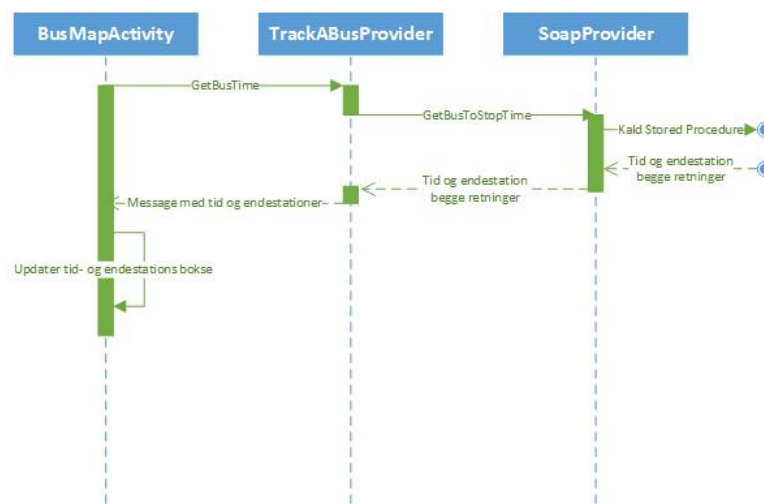 BusMapActivity
TrackABusProvider
SoapProvider
GetBusTime
GetBusToStopTime
Kald Stored Procedure
Tid og endestation
begge retninger
Tid og endestation
begge retninger
Message med tid og endestationer
Updater tid- og endestations bokse